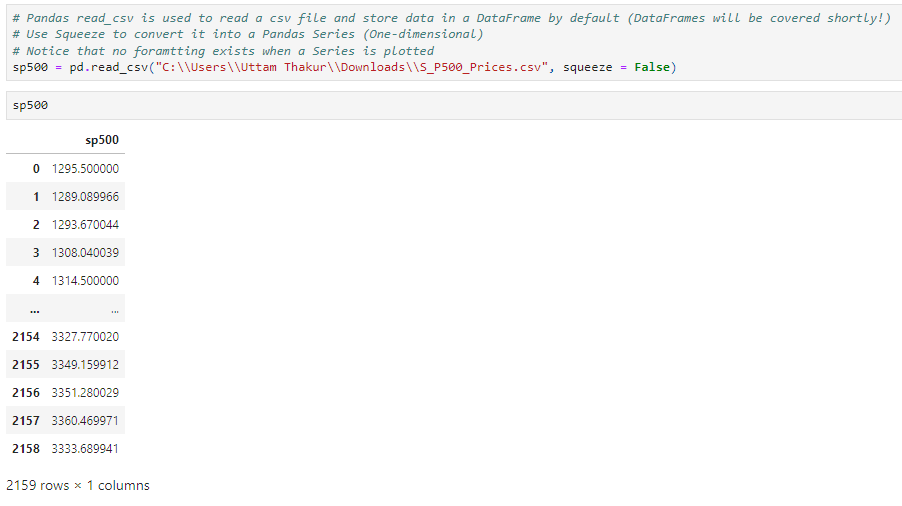 # Pandas read_csv is used to read a csv file and store data in a DataFrame by default (DataFrames will be covered shortly!)
# Use Squeeze to convert it into a Pandas Series (One-dimensional)
# Notice that no foramtting exists when a Series is plotted
sp500 = pd.read_csv("C:\\Users\\Uttam Thakur\\Downloads\\S_P500_Prices.csv", squeeze = False)
sp500
sp500
0 1295.500000
1 1289.089966
2 1293.670044
3 1308.040039
4 1314.500000
... ...
2154 3327.770020
2155 3349.159912
2156 3351.280029
2157 3360.469971
2158 3333.689941
2159 rows × 1 columns